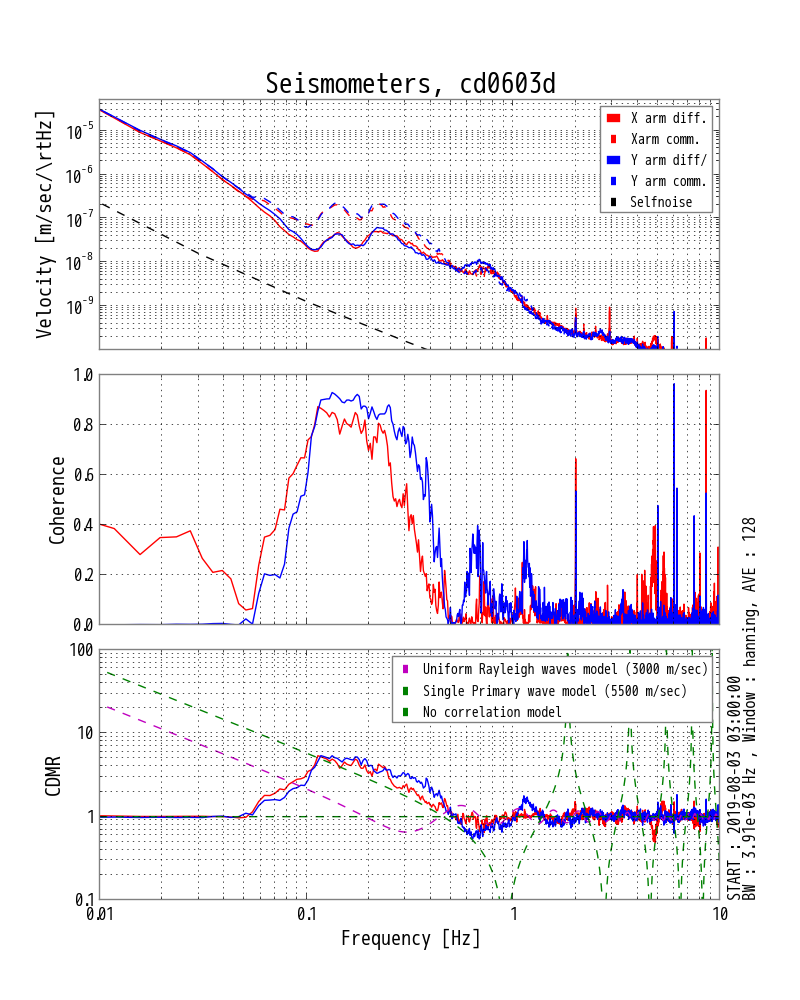 Seismometers, cd0603d
Velocity [m/sec/\rtHz]
10^-5
10^-6
10^-7
10^-8
10^-9
X arm diff.
Xarm comm.
Y arm diff/
Y arm comm.
Selfnoise
Coherence
1.0
0.8
0.6
0.4
0.2
0.0
CDMR
100
10
1
0.1
Uniform Rayleigh waves model (3000 m/sec)
Single Primary wave model (5500 m/sec)
No correlation model
0.01
0.1
1
10
Frequency [Hz]
START : 2019-08-03 03:00:00
BW : 3.91e-03 Hz , Window : hanning, AVE : 128